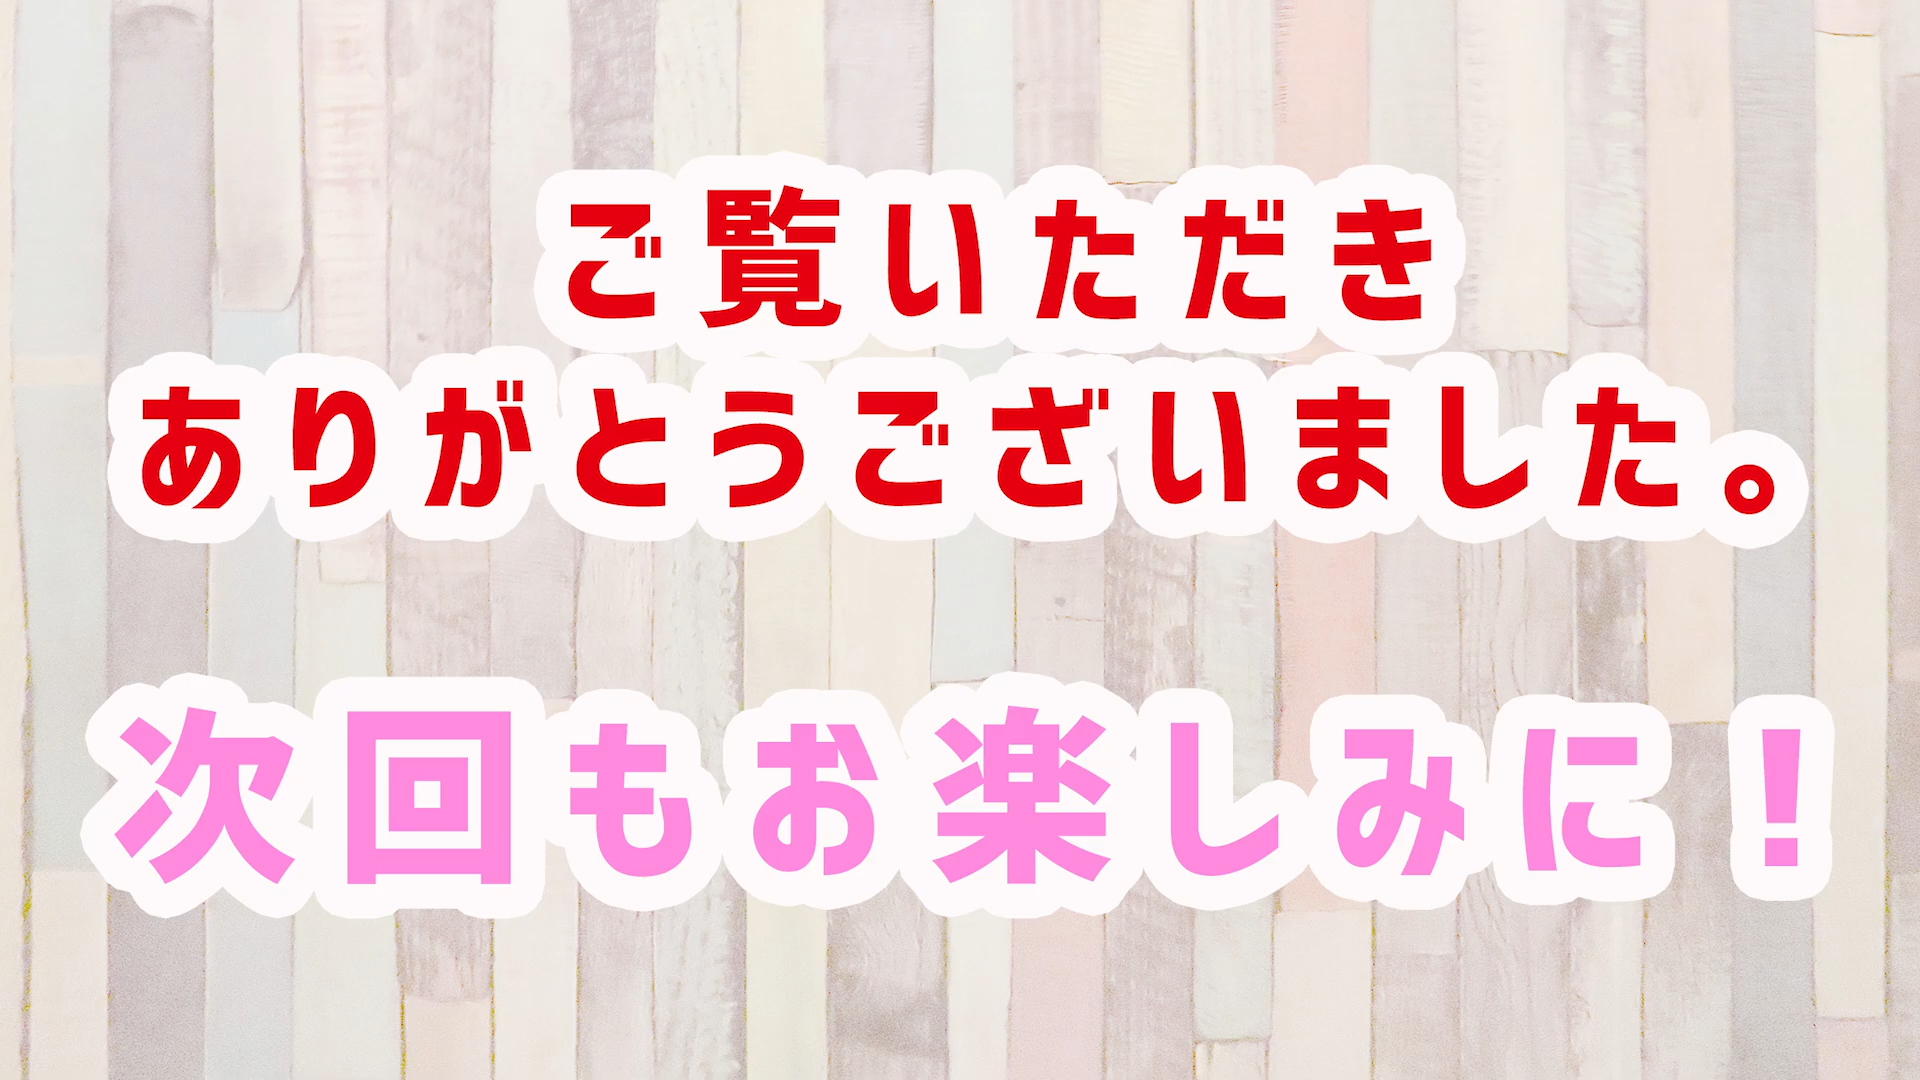 ご覧いただき
ありがとうございました。
次回もお楽しみに！